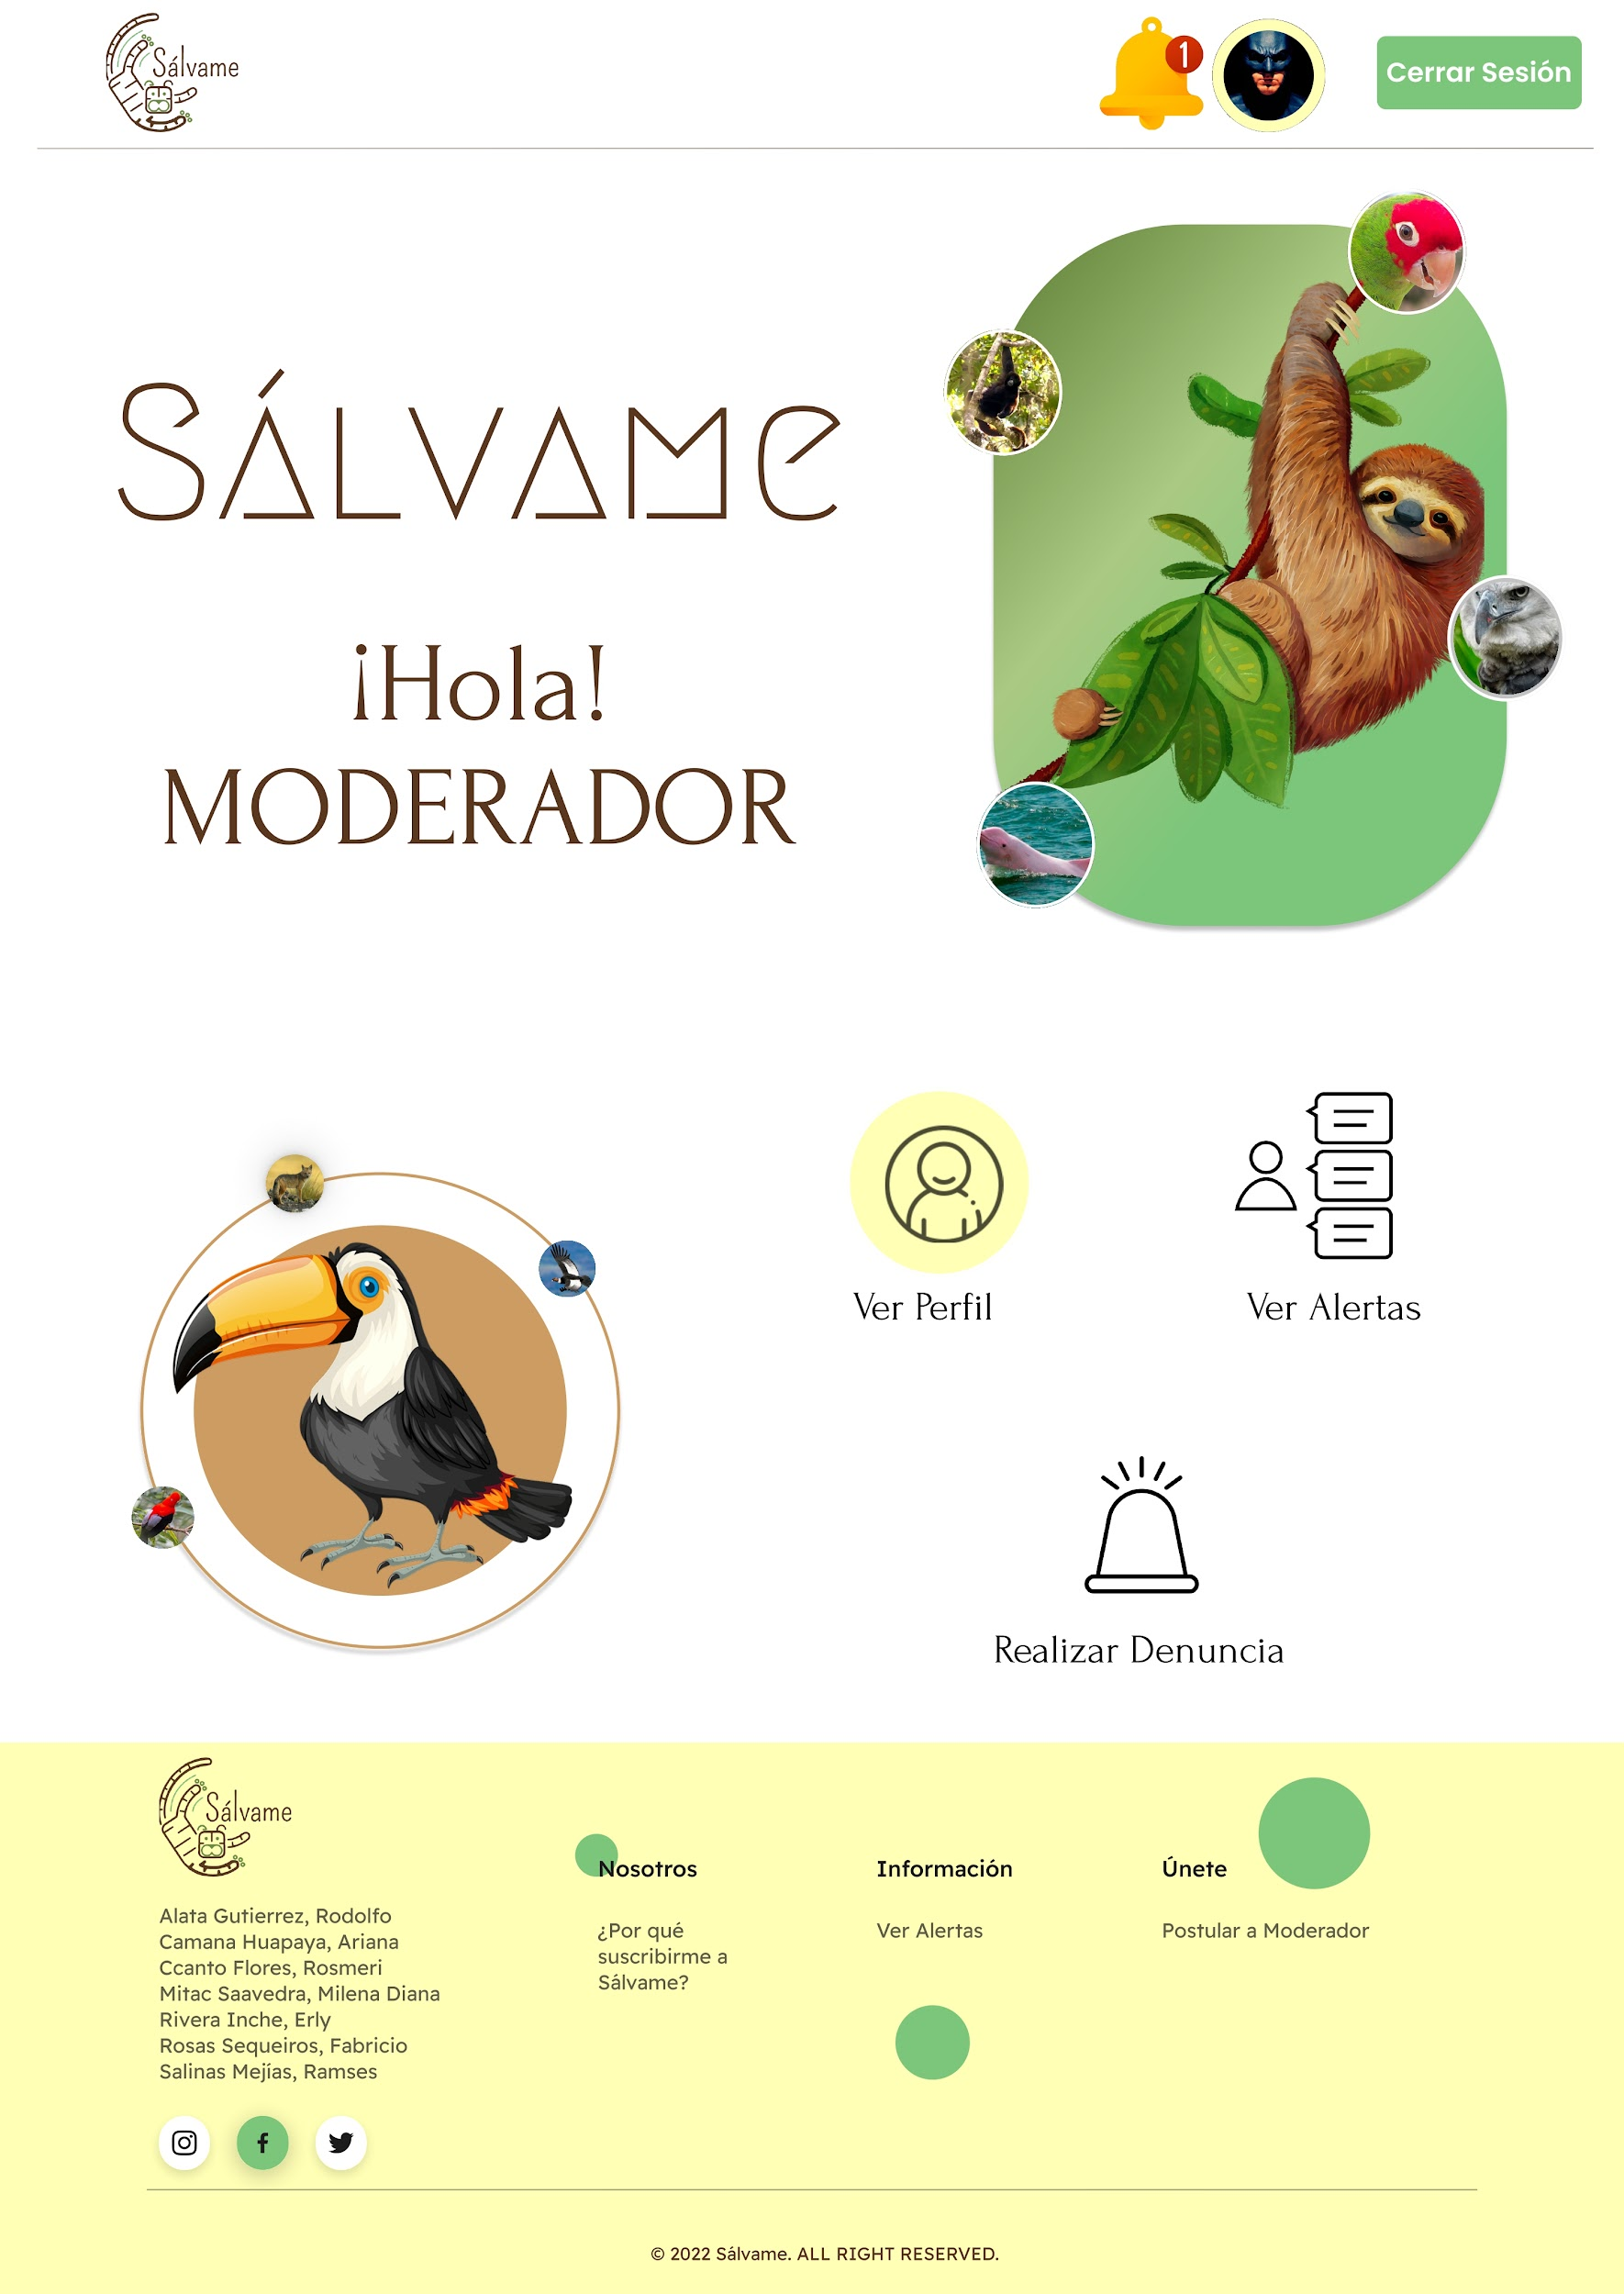 Sálvame
1
Cerrar Sesión
SÁLVAMe
¡Hola!
MODERADOR
Ver Perfil
Ver Alertas
Realizar Denuncia
Sálvame
Alata Gutierrez, Rodolfo
Camana Huapaya, Ariana
Ccanto Flores, Rosmeri
Mitac Saavedra, Milena Diana
Rivera Inche, Erly
Rosas Sequeiros, Fabricio
Salinas Mejías, Ramses
Nosotros
¿Por qué
suscribirme a
Sálvame?
Información
Ver Alertas
Únete
Postular a Moderador
© 2022 Sálvame. ALL RIGHT RESERVED.